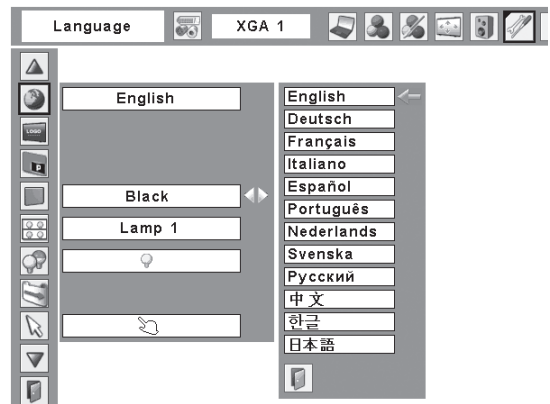 Language XGA 1
LOGO
P
English
Black
Lamp 1
English
Deutsch
Français
Italiano
Español
Português
Nederlands
Svenska
Русский
中文
한글
日本語